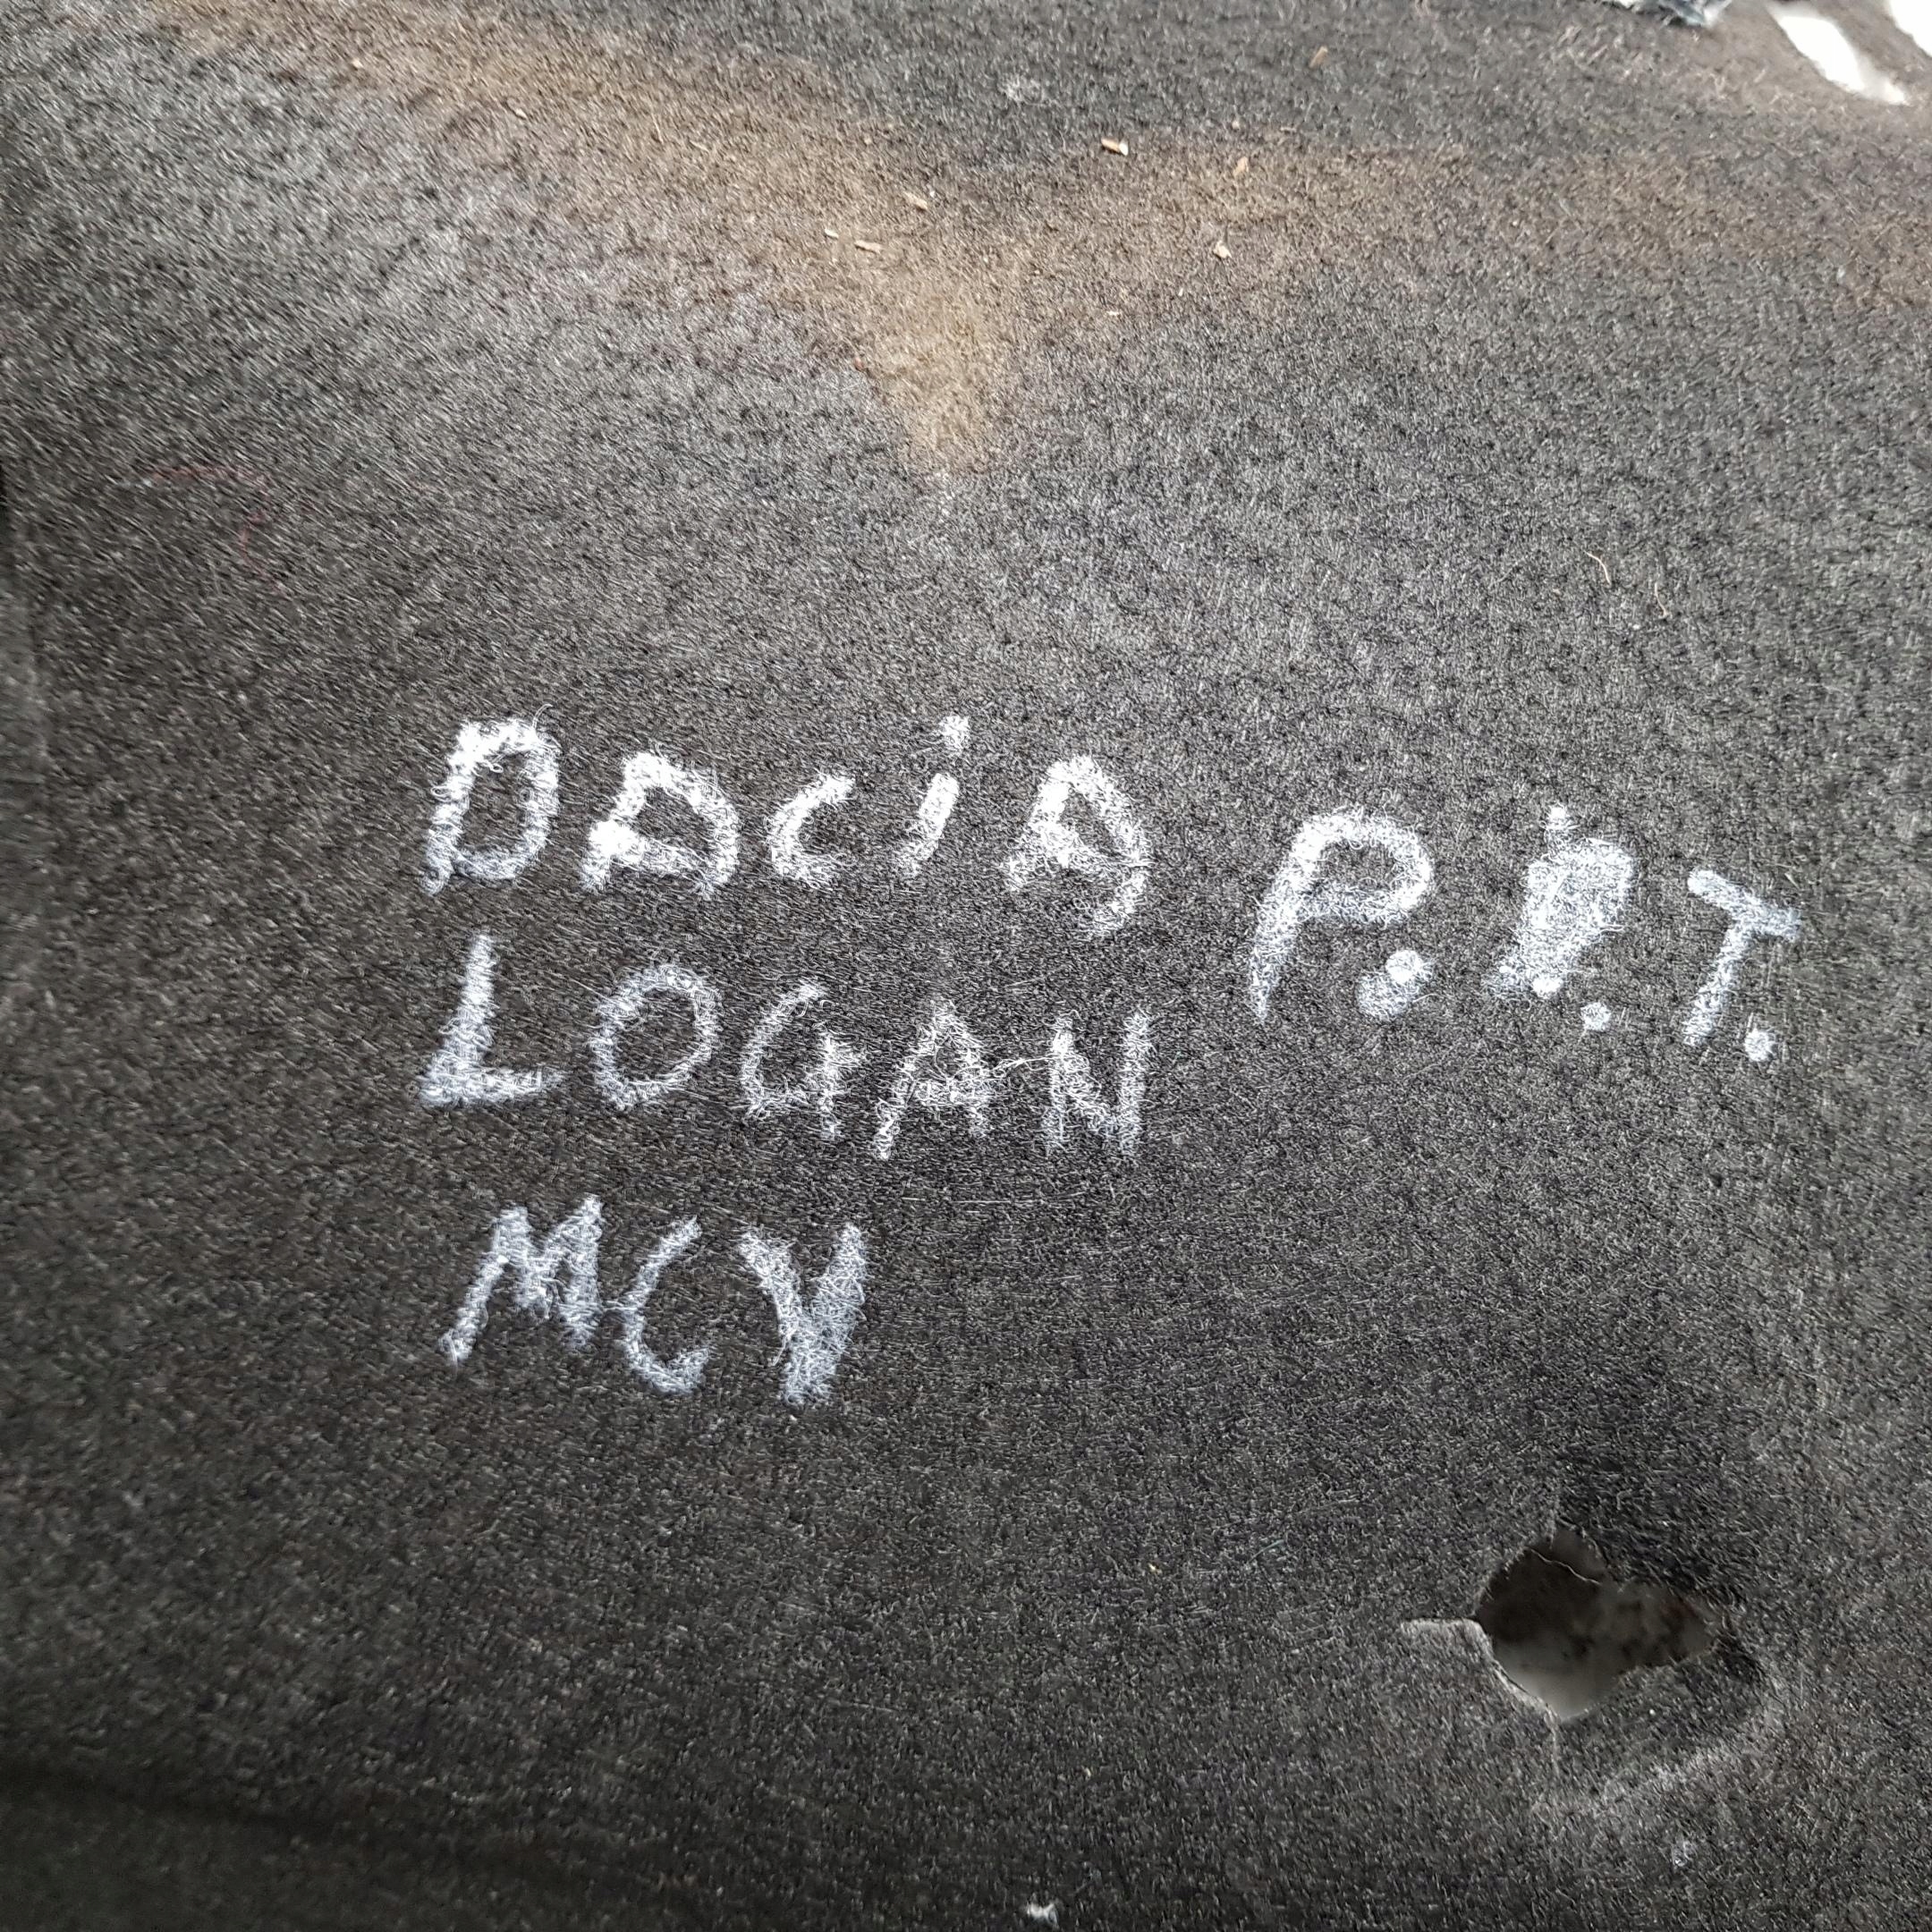 DACiA P.D.T.
LOGAN
MCV